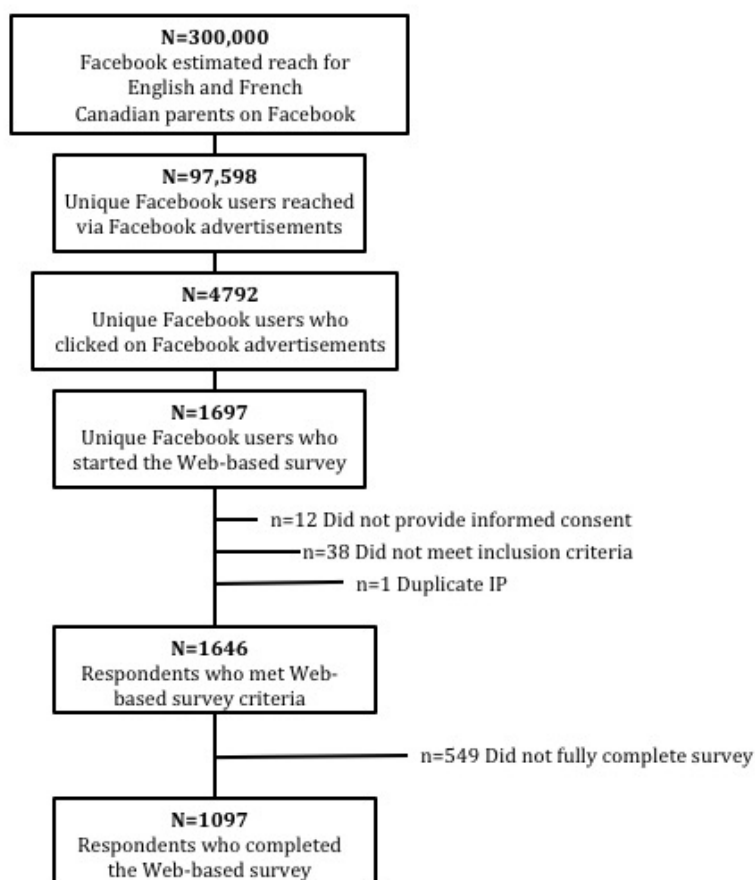 N=300,000
Facebook estimated reach for
English and French
Canadian parents on Facebook
N=97,598
Unique Facebook users reached
via Facebook advertisements
N=4792
Unique Facebook users who
clicked on Facebook advertisements
N=1697
Unique Facebook users who
started the Web-based survey
n=12 Did not provide informed consent
n=38 Did not meet inclusion criteria
n=1 Duplicate IP
N=1646
Respondents who met Web-
based survey criteria
n=549 Did not fully complete survey
N=1097
Respondents who completed
the Web-based survey